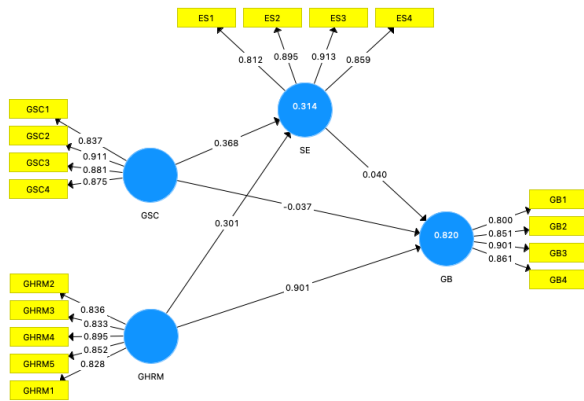 ES1 ES2 ES3 ES4
0.812 0.895 0.913 0.859
0.314
SE
GSC1
GSC2
GSC3
GSC4
0.837
0.911
0.881
0.875
GSC
0.368
0.040
-0.037
0.301
0.901
GB1
GB2
GB3
GB4
0.800
0.851
0.901
0.861
0.820
GB
GHRM2
GHRM3
GHRM4
GHRM5
GHRM1
0.836
0.833
0.895
0.852
0.828
GHRM